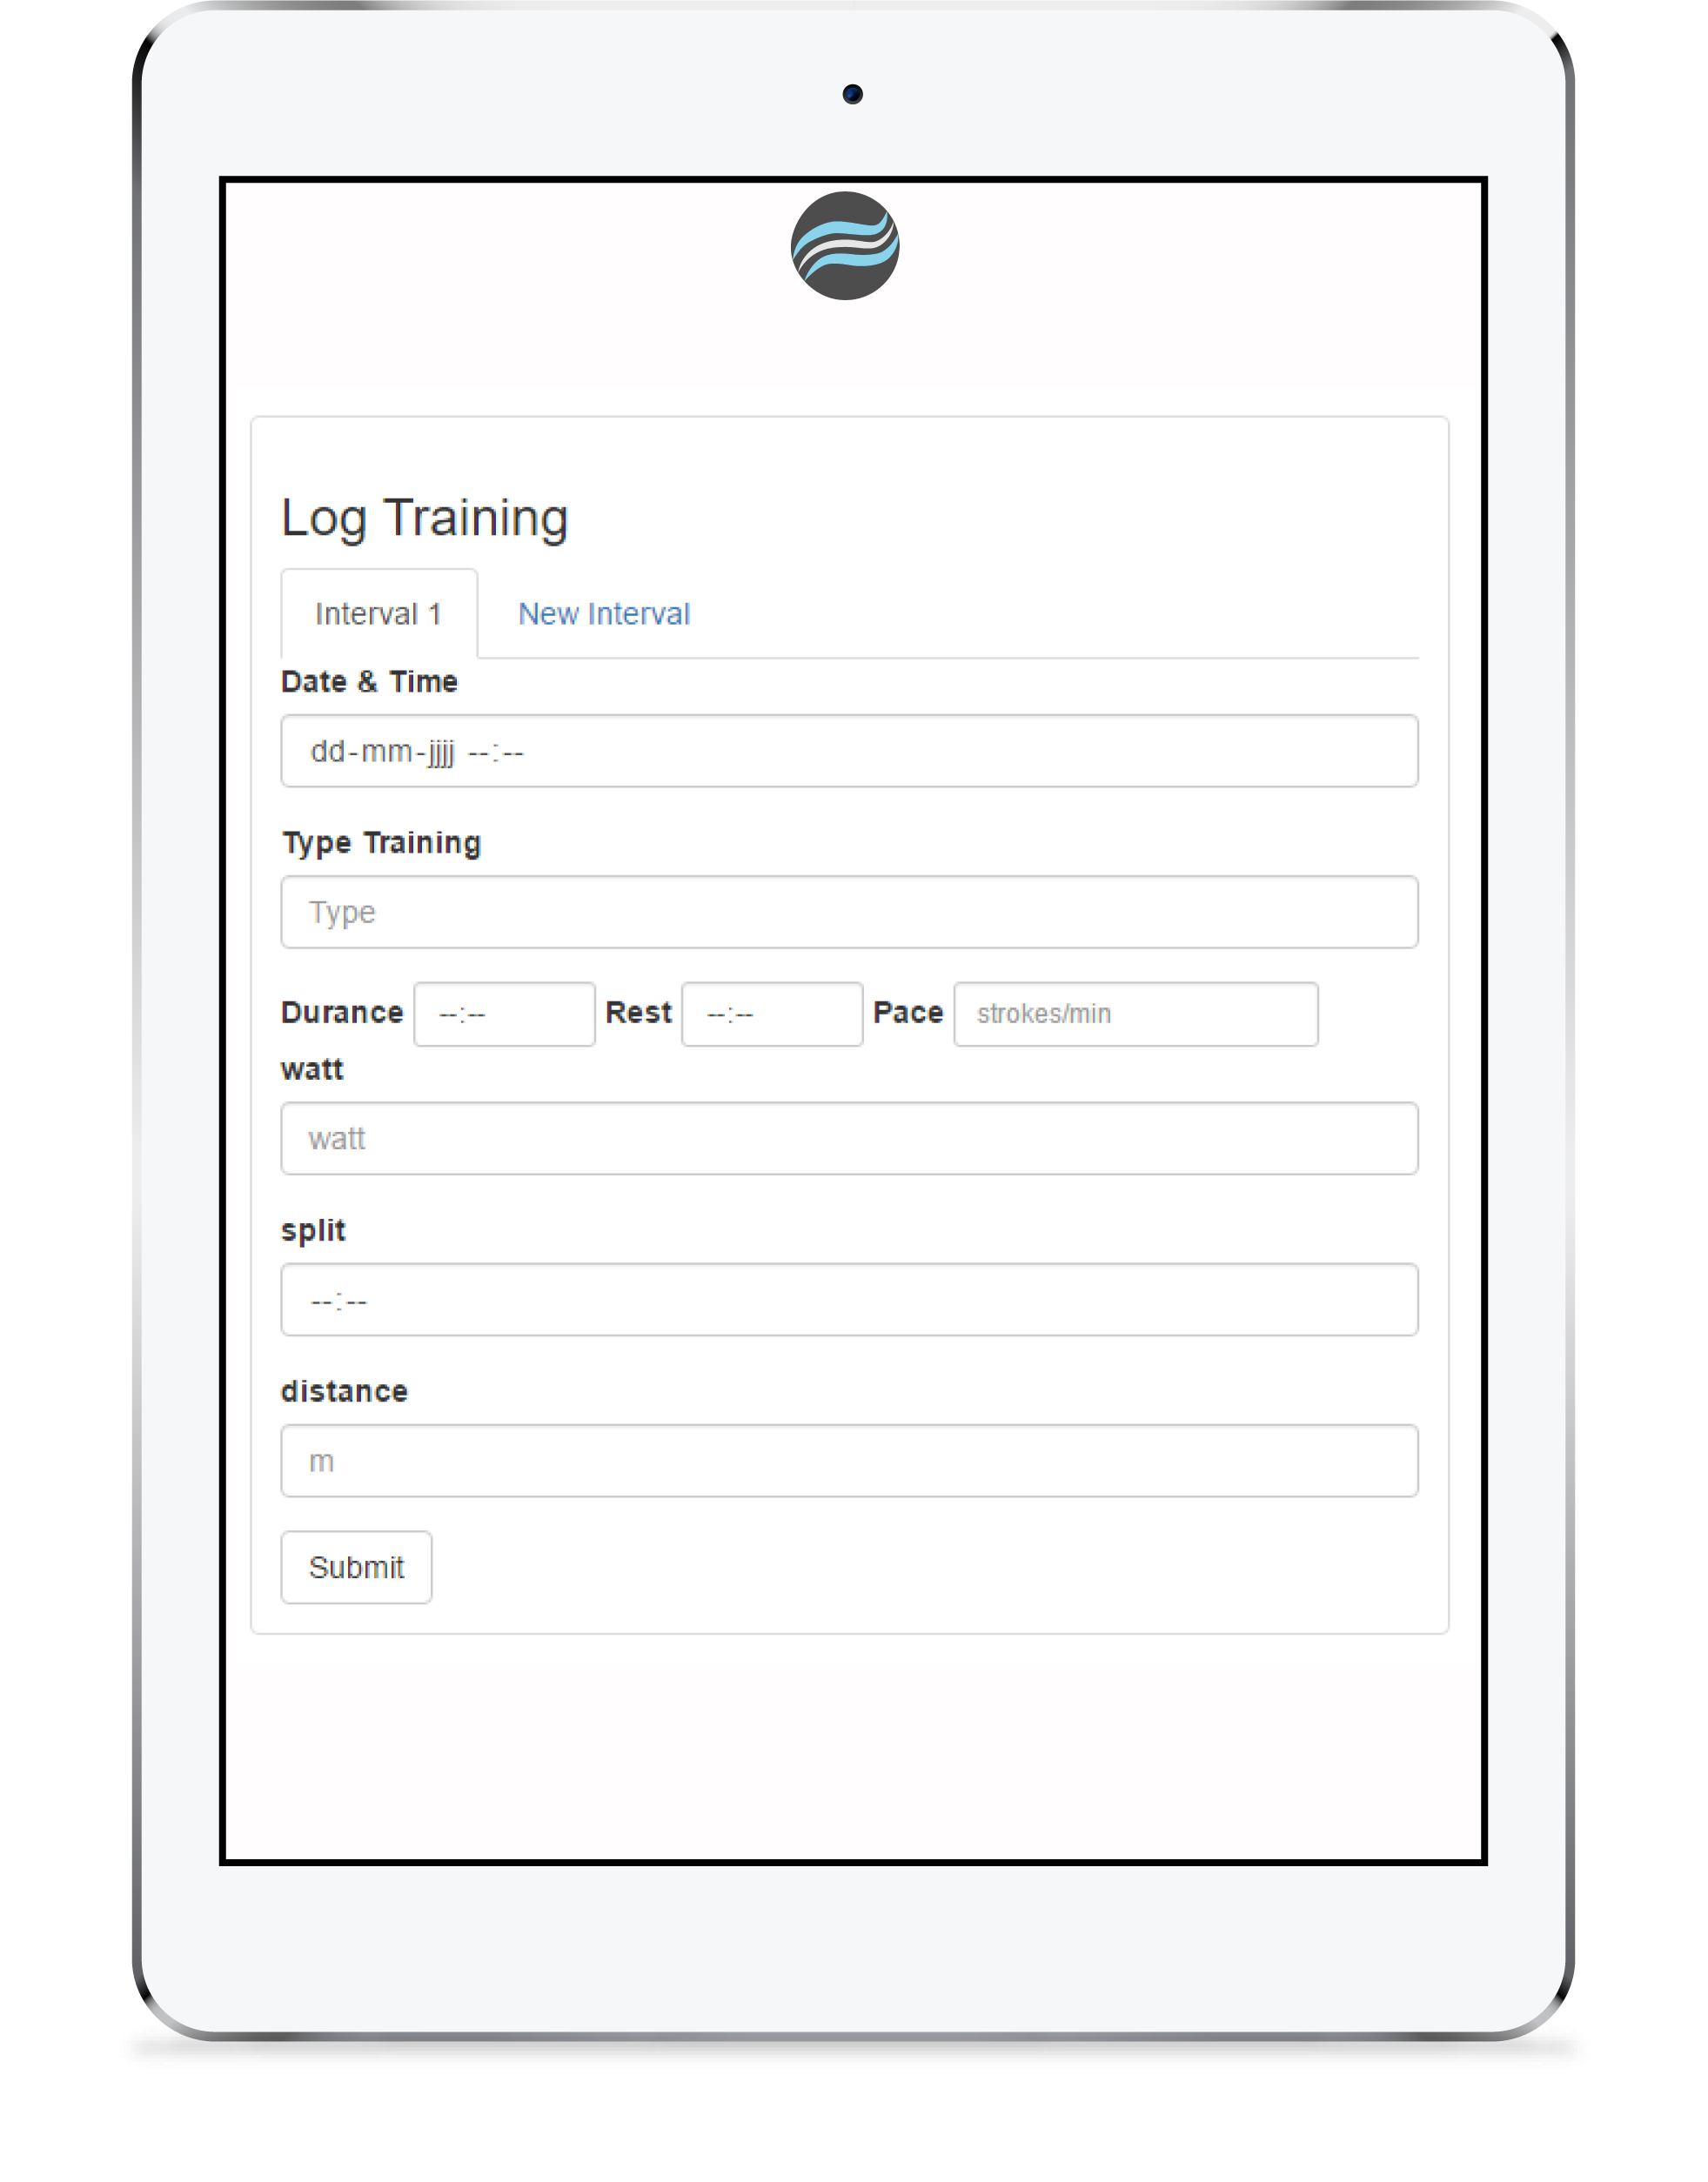 Log Training
Interval 1 New Interval
Date & Time
dd-mm-jjjj --:--
Type Training
Type
Durance --:-- Rest --:-- Pace strokes/min
watt
watt
split
--:--
distance
m
Submit